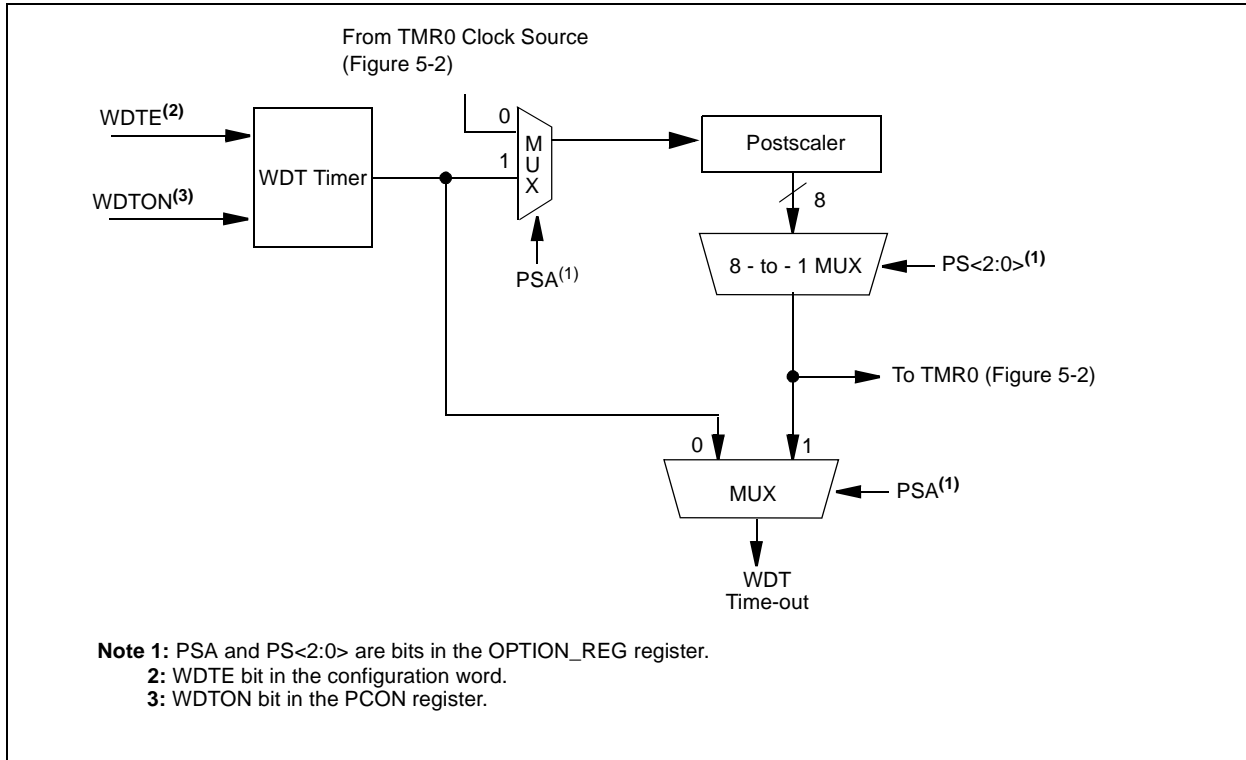 From TMR0 Clock Source
(Figure 5-2)
WDTE(2)
WDTON(3)
WDT Timer
0
1
MUX
PSA(1)
Postscaler
8
8 - to - 1 MUX
PS<2:0>(1)
To TMR0 (Figure 5-2)
0
1
MUX
PSA(1)
WDT
Time-out
Note 1: PSA and PS<2:0> are bits in the OPTION_REG register.
2: WDTE bit in the configuration word.
3: WDTON bit in the PCON register.